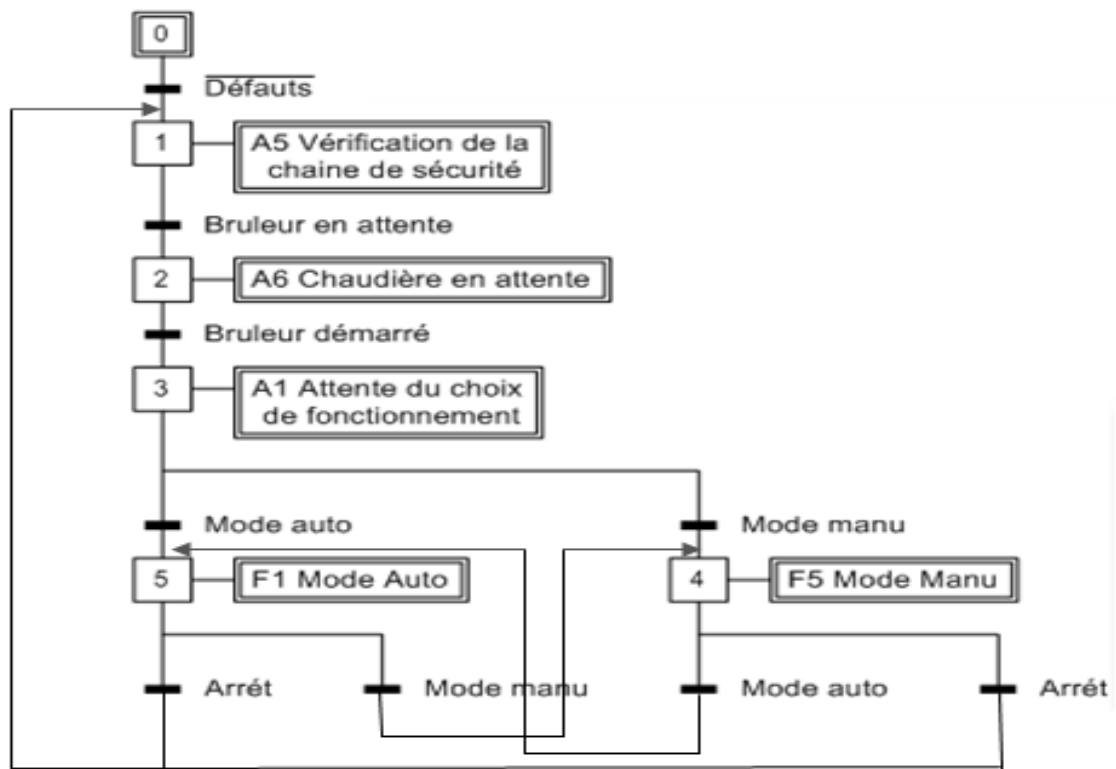 0
Défauts
1
A5 Vérification de la
chaine de sécurité
Bruleur en attente
2
A6 Chaudière en attente
Bruleur démarré
3
A1 Attente du choix
de fonctionnement
Mode auto
Mode manu
5
F1 Mode Auto
4
F5 Mode Manu
Arrét
Mode manu
Mode auto
Arrét